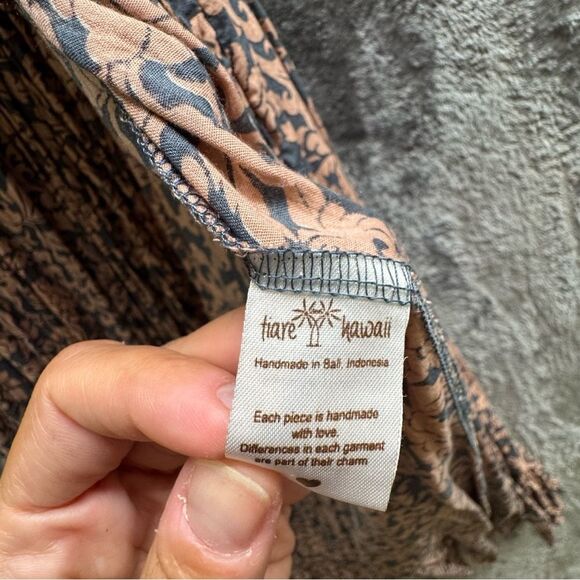 tiare hawaii
Handmade in Bali, Indonesia
Each piece is handmade
with love.
Differences in each garment
are part of their charm